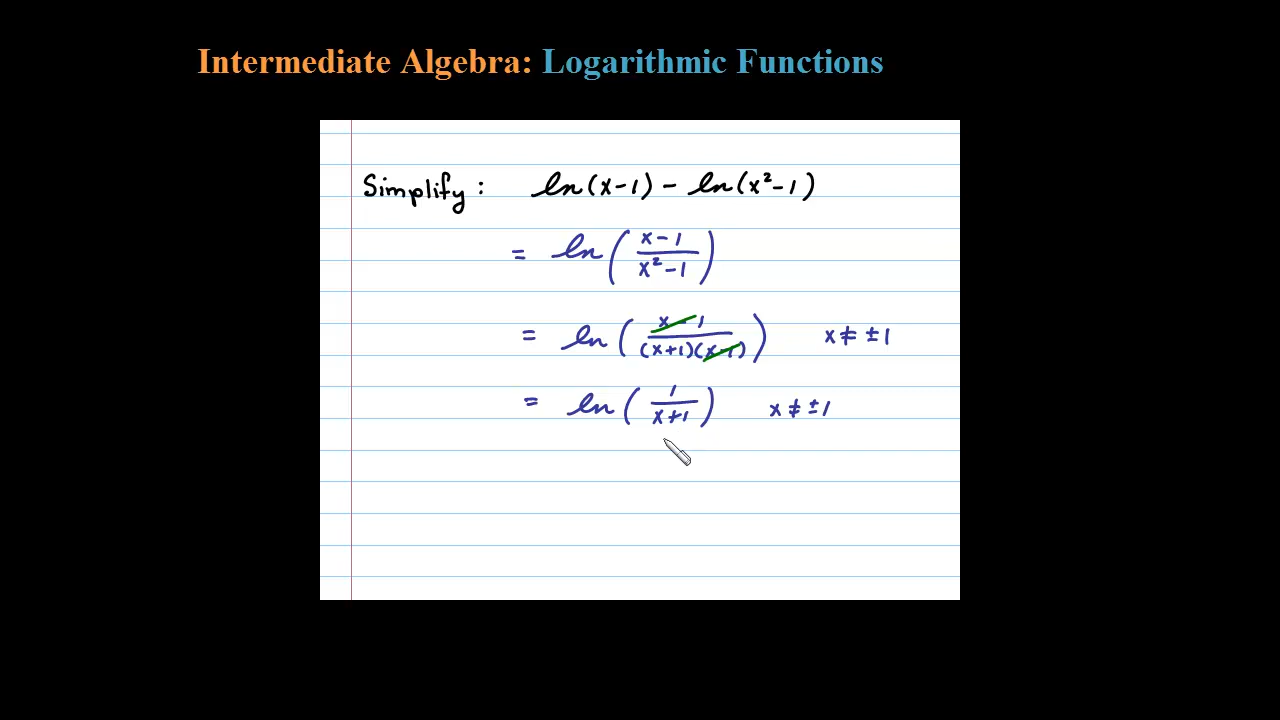 Intermediate Algebra: Logarithmic Functions
Simplify: ln(x-1) - ln(x²-1)
= ln((x-1)/(x²-1))
= ln((x-1)/((x+1)(x-1))) x ≠ ±1
= ln(1/(x+1)) x ≠ ±1